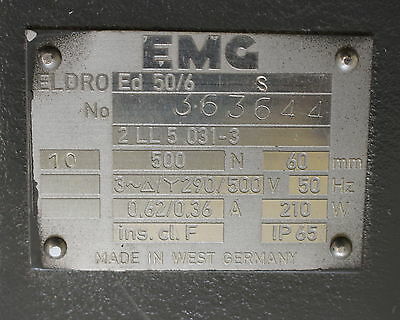 EMG
ELDRO Ed 50/6 S
No 363644
2 LL 5 031-3
10 500 N 60 mm
3~Δ/Y 290/500 V 50 Hz
0,62/0,36 A 210 W
ins. cl. F IP 65
MADE IN WEST GERMANY